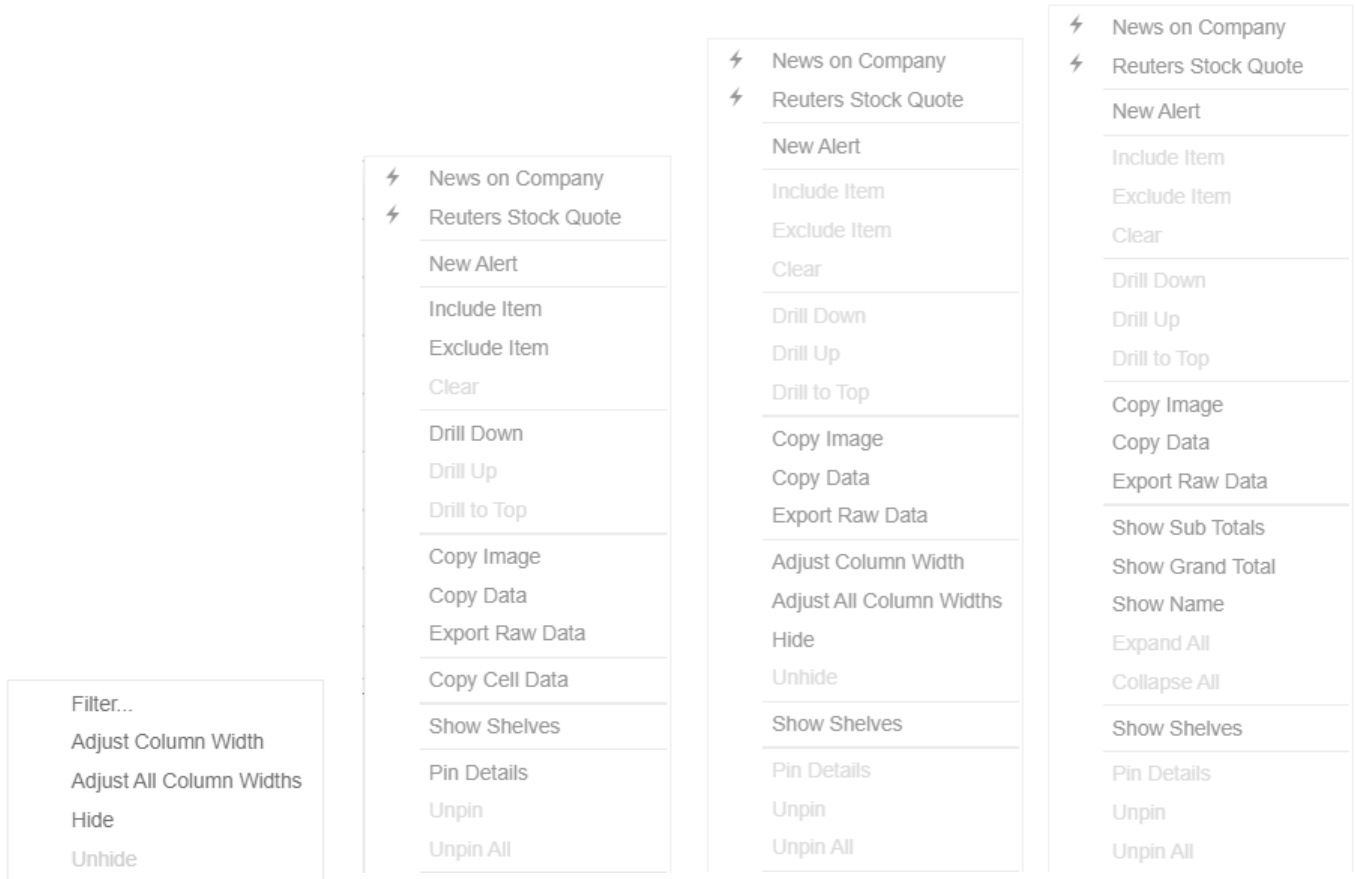 Filter...
Adjust Column Width
Adjust All Column Widths
Hide
Unhide
News on Company
Reuters Stock Quote
New Alert
Include Item
Exclude Item
Clear
Drill Down
Drill Up
Drill to Top
Copy Image
Copy Data
Export Raw Data
Copy Cell Data
Show Shelves
Pin Details
Unpin
Unpin All
News on Company
Reuters Stock Quote
New Alert
Include Item
Exclude Item
Clear
Drill Down
Drill Up
Drill to Top
Copy Image
Copy Data
Export Raw Data
Adjust Column Width
Adjust All Column Widths
Hide
Unhide
Show Shelves
Pin Details
Unpin
Unpin All
News on Company
Reuters Stock Quote
New Alert
Include Item
Exclude Item
Clear
Drill Down
Drill Up
Drill to Top
Copy Image
Copy Data
Export Raw Data
Show Sub Totals
Show Grand Total
Show Name
Expand All
Collapse All
Show Shelves
Pin Details
Unpin
Unpin All